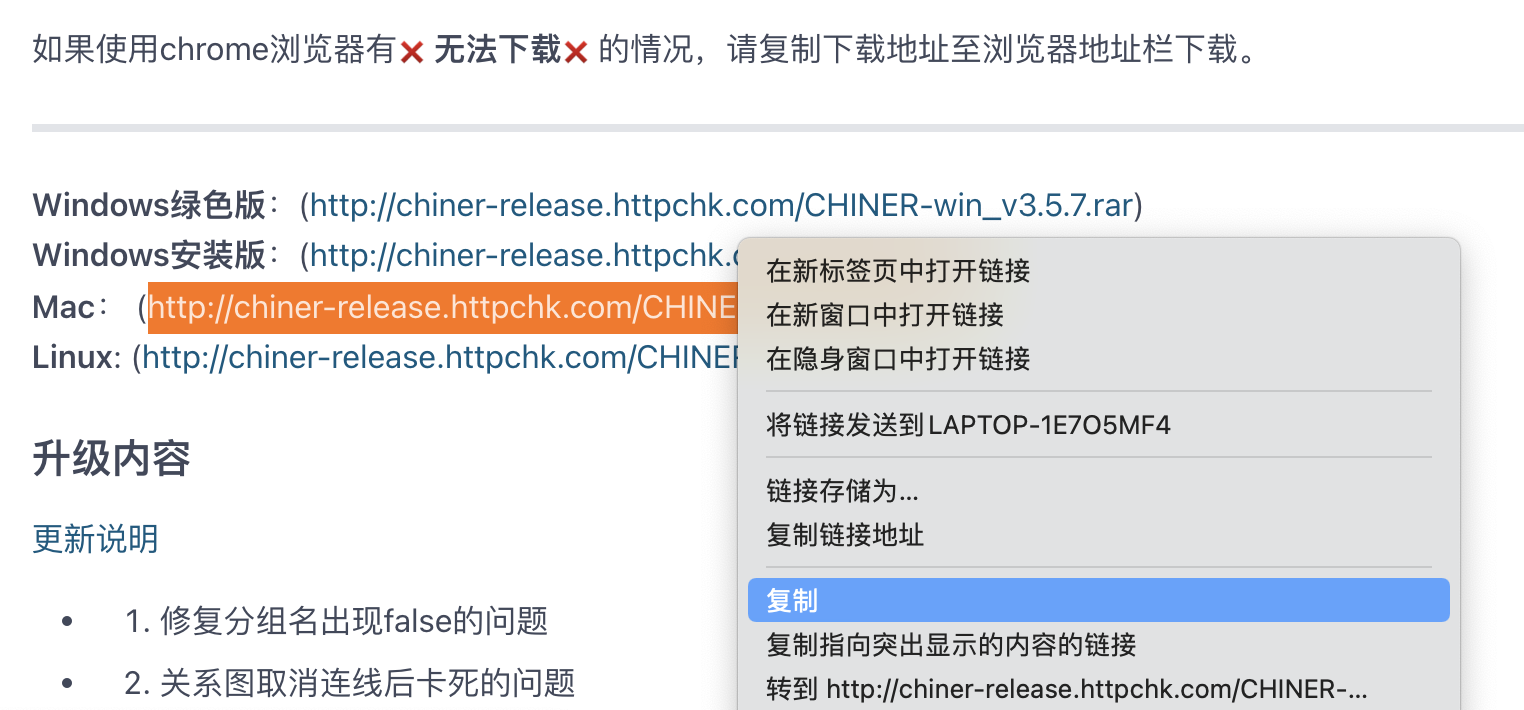 如果使用chrome浏览器有❌ 无法下载❌ 的情况，请复制下载地址至浏览器地址栏下载。
Windows绿色版：(http://chiner-release.httpchk.com/CHINER-win_v3.5.7.rar)
Windows安装版：(http://chiner-release.httpchk.
Mac： (http://chiner-release.httpchk.com/CHINE
Linux: (http://chiner-release.httpchk.com/CHINER
升级内容
更新说明
• 1. 修复分组名出现false的问题
• 2. 关系图取消连线后卡死的问题
在新标签页中打开链接
在新窗口中打开链接
在隐身窗口中打开链接
将链接发送到LAPTOP-1E7O5MF4
链接存储为...
复制链接地址
复制
复制指向突出显示的内容的链接
转到 http://chiner-release.httpchk.com/CHINER-...